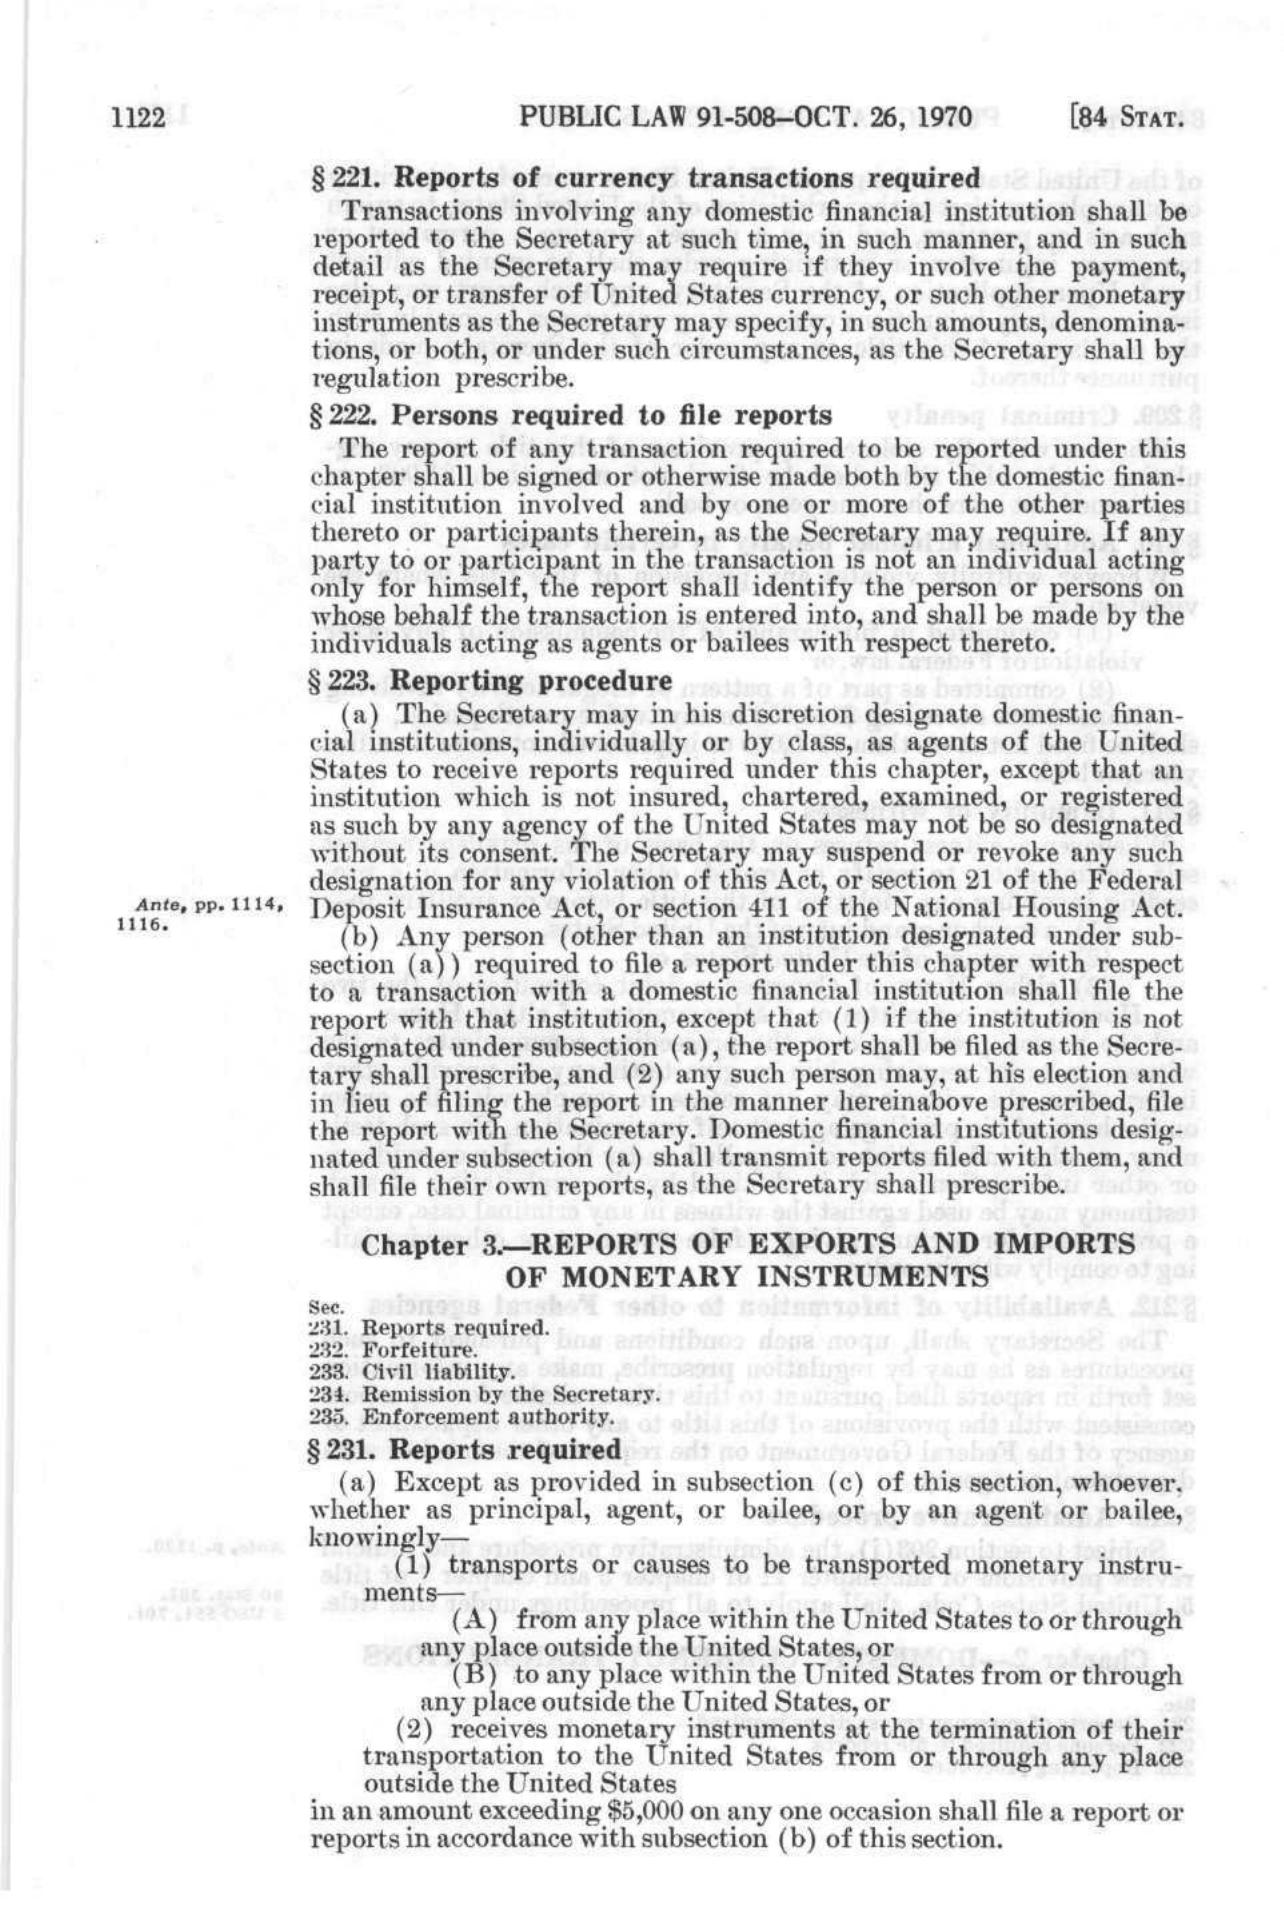 1122 PUBLIC LAW 91-508—OCT. 26, 1970 [84 STAT.
§ 221. Reports of currency transactions required
Transactions involving any domestic financial institution shall be
reported to the Secretary at such time, in such manner, and in such
detail as the Secretary may require if they involve the payment,
receipt, or transfer of United States currency, or such other monetary
instruments as the Secretary may specify, in such amounts, denomina-
tions, or both, or under such circumstances, as the Secretary shall by
regulation prescribe.
§ 222. Persons required to file reports
The report of any transaction required to be reported under this
chapter shall be signed or otherwise made both by the domestic finan-
cial institution involved and by one or more of the other parties
thereto or participants therein, as the Secretary may require. If any
party to or participant in the transaction is not an individual acting
only for himself, the report shall identify the person or persons on
whose behalf the transaction is entered into, and shall be made by the
individuals acting as agents or bailees with respect thereto.
§ 223. Reporting procedure
(a) The Secretary may in his discretion designate domestic finan-
cial institutions, individually or by class, as agents of the United
States to receive reports required under this chapter, except that an
institution which is not insured, chartered, examined, or registered
as such by any agency of the United States may not be so designated
without its consent. The Secretary may suspend or revoke any such
designation for any violation of this Act, or section 21 of the Federal
Deposit Insurance Act, or section 411 of the National Housing Act.
Ante, pp. 1114,
1116.
(b) Any person (other than an institution designated under sub-
section (a)) required to file a report under this chapter with respect
to a transaction with a domestic financial institution shall file the
report with that institution, except that (1) if the institution is not
designated under subsection (a), the report shall be filed as the Secre-
tary shall prescribe, and (2) any such person may, at his election and
in lieu of filing the report in the manner hereinabove prescribed, file
the report with the Secretary. Domestic financial institutions desig-
nated under subsection (a) shall transmit reports filed with them, and
shall file their own reports, as the Secretary shall prescribe.
Chapter 3.—REPORTS OF EXPORTS AND IMPORTS
OF MONETARY INSTRUMENTS
Sec.
231. Reports required.
232. Forfeiture.
233. Civil liability.
234. Remission by the Secretary.
235. Enforcement authority.
§ 231. Reports required
(a) Except as provided in subsection (c) of this section, whoever,
whether as principal, agent, or bailee, or by an agent or bailee,
knowingly—
(1) transports or causes to be transported monetary instru-
ments—
(A) from any place within the United States to or through
any place outside the United States, or
(B) to any place within the United States from or through
any place outside the United States, or
(2) receives monetary instruments at the termination of their
transportation to the United States from or through any place
outside the United States
in an amount exceeding $5,000 on any one occasion shall file a report or
reports in accordance with subsection (b) of this section.